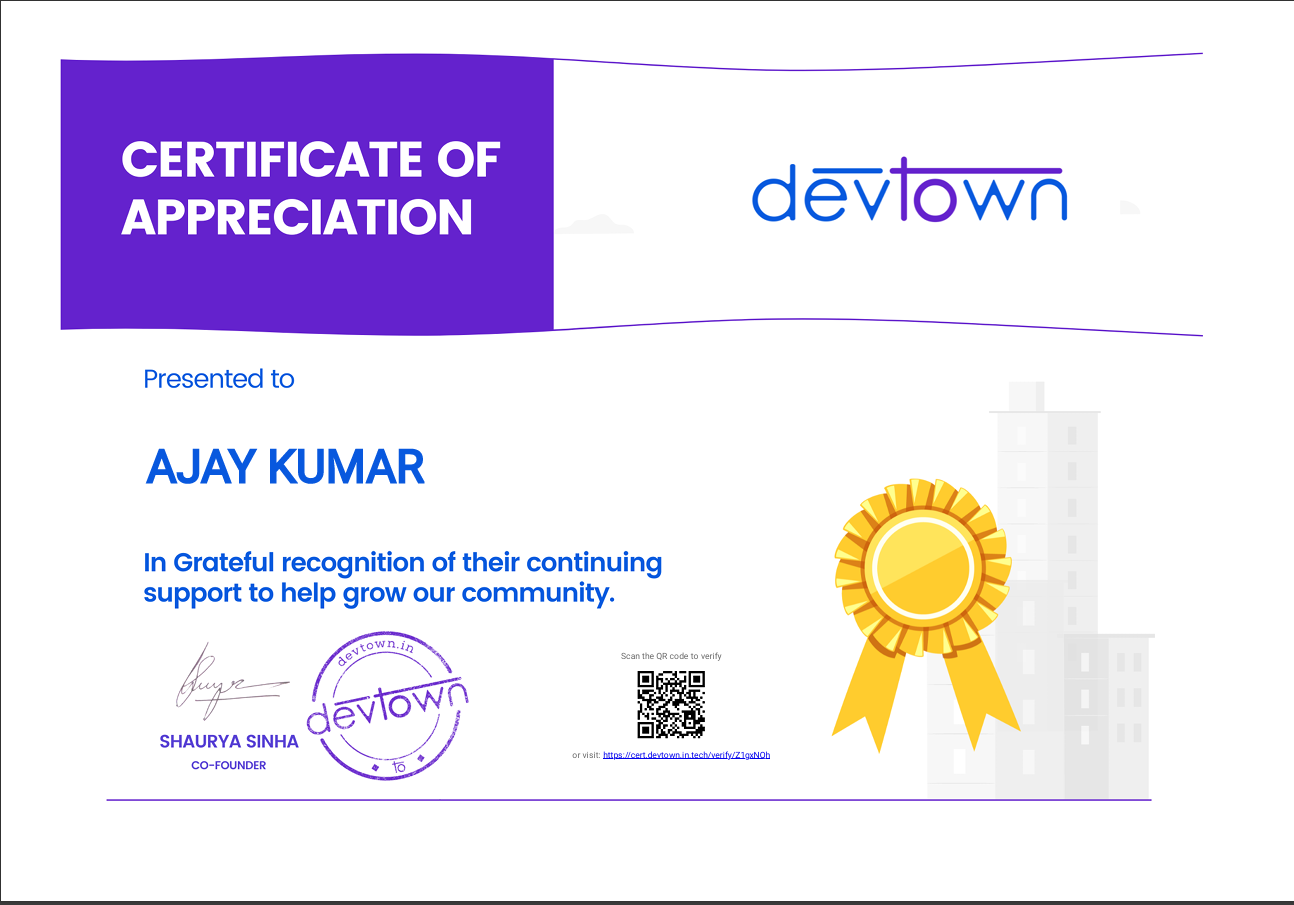 CERTIFICATE OF
APPRECIATION
devtown
Presented to
AJAY KUMAR
In Grateful recognition of their continuing
support to help grow our community.
devtown.in
devtown
to
SHAURYA SINHA
CO-FOUNDER
Scan the QR code to verify
or visit: https://cert.devtown.in.tech/verify/Z1gxNQh